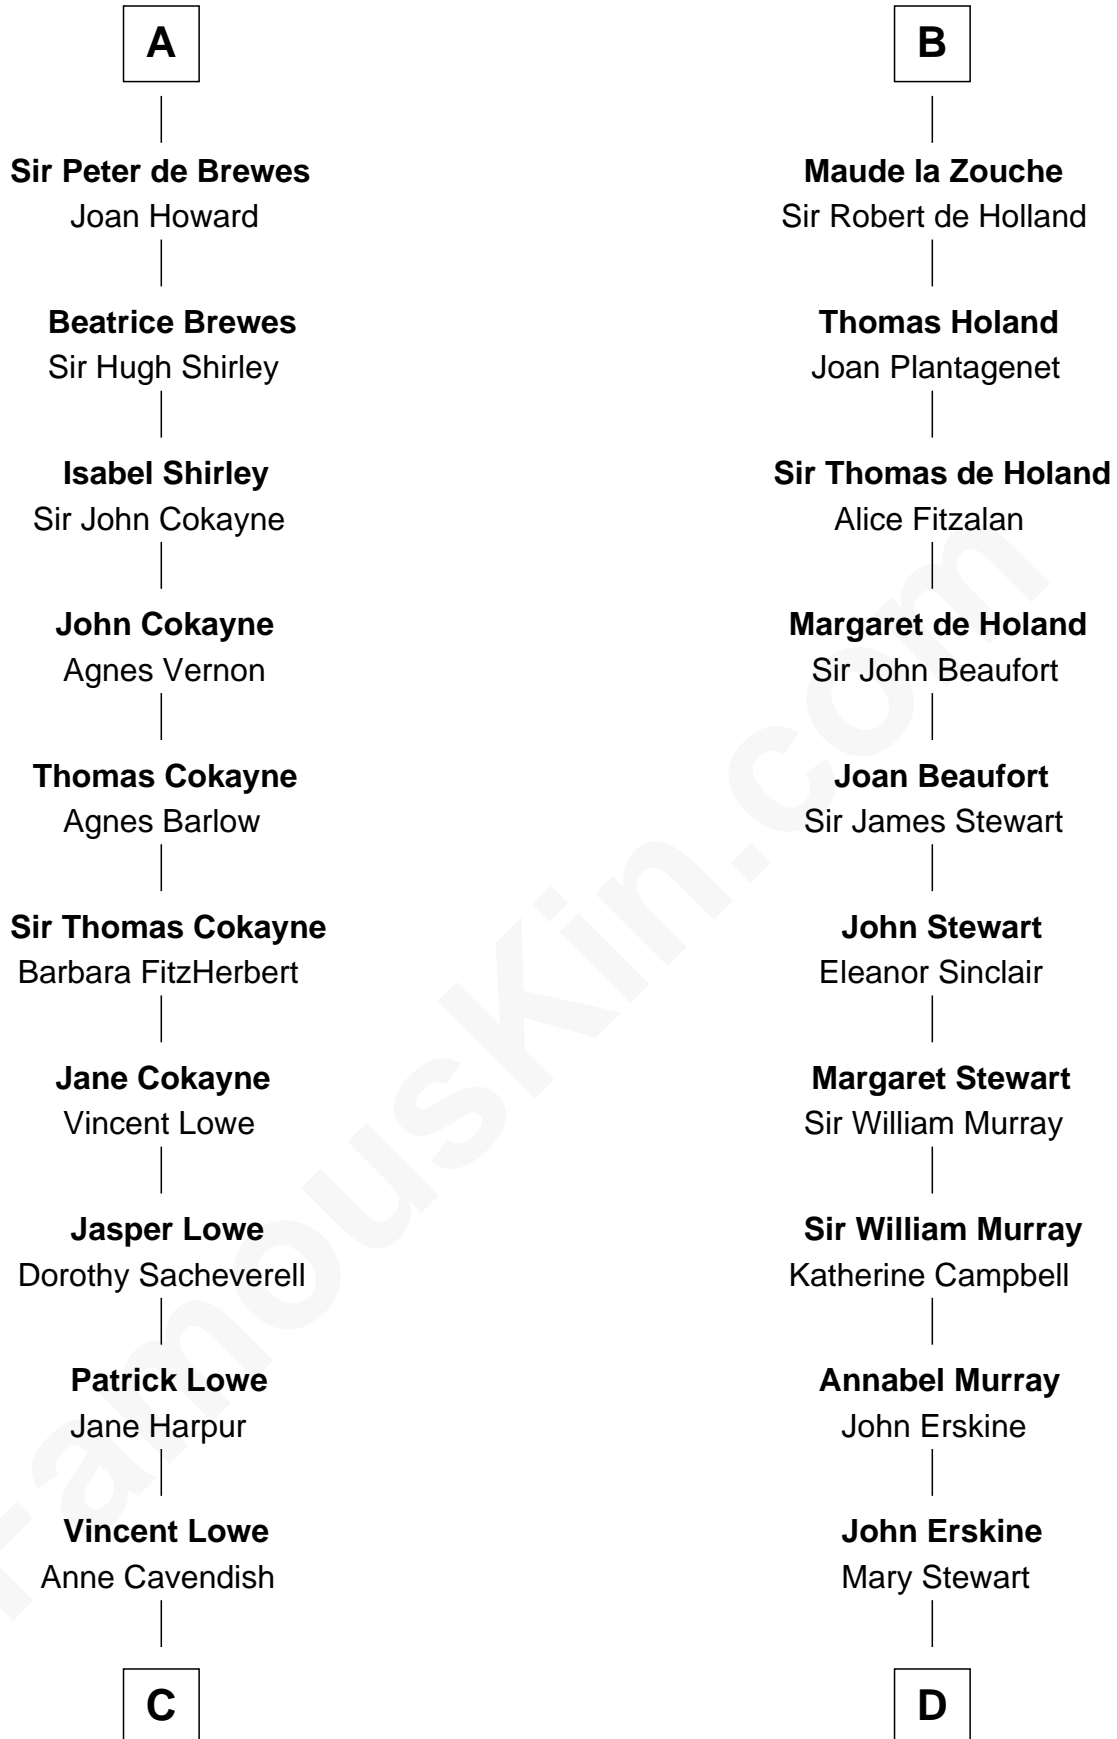 A
Sir Peter de Brewes
Joan Howard
Beatrice Brewes
Sir Hugh Shirley
Isabel Shirley
Sir John Cokayne
John Cokayne
Agnes Vernon
Thomas Cokayne
Agnes Barlow
Sir Thomas Cokayne
Barbara FitzHerbert
Jane Cokayne
Vincent Lowe
Jasper Lowe
Dorothy Sacheverell
Patrick Lowe
Jane Harpur
Vincent Lowe
Anne Cavendish
C
B
Maude la Zouche
Sir Robert de Holland
Thomas Holand
Joan Plantagenet
Sir Thomas de Holand
Alice Fitzalan
Margaret de Holand
Sir John Beaufort
Joan Beaufort
Sir James Stewart
John Stewart
Eleanor Sinclair
Margaret Stewart
Sir William Murray
Sir William Murray
Katherine Campbell
Annabel Murray
John Erskine
John Erskine
Mary Stewart
D
FamousKin.com